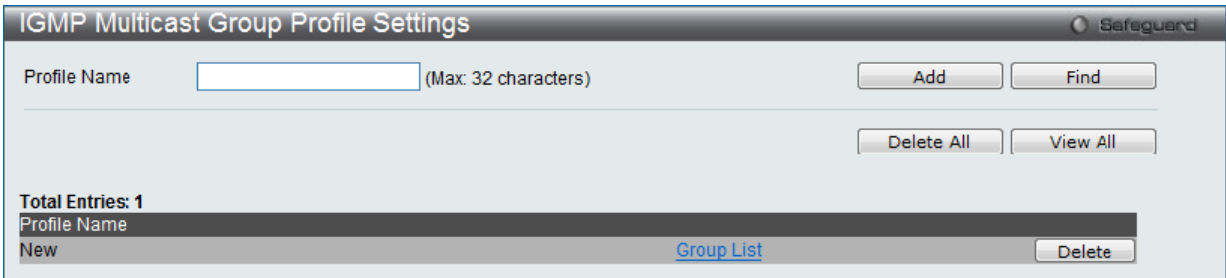 IGMP Multicast Group Profile Settings Safeguard
Profile Name (Max: 32 characters) Add Find
Delete All View All
Total Entries: 1
Profile Name
New Group List Delete